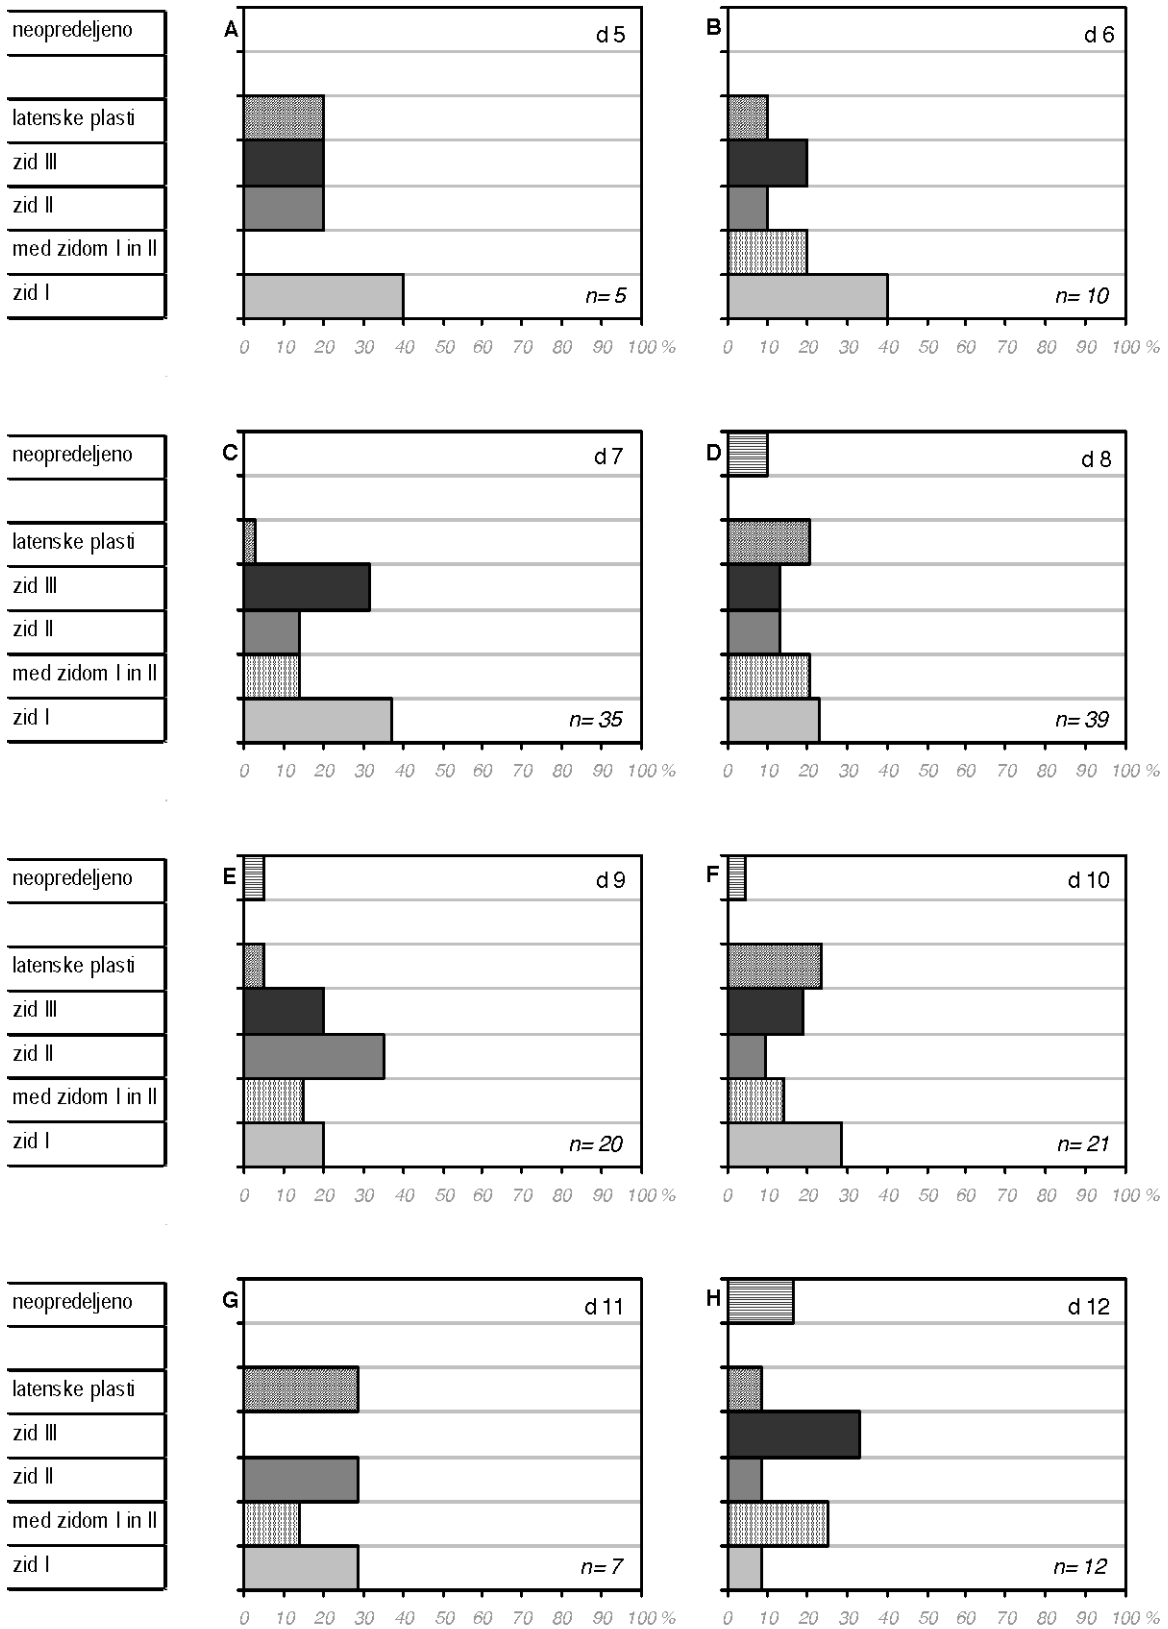 neopredeljeno
latenske plasti
zid III
zid II
med zidom I in II
zid I
A
d 5
n= 5
0 10 20 30 40 50 60 70 80 90 100 %
B
d 6
n= 10
0 10 20 30 40 50 60 70 80 90 100 %
neopredeljeno
latenske plasti
zid III
zid II
med zidom I in II
zid I
C
d 7
n= 35
0 10 20 30 40 50 60 70 80 90 100 %
D
d 8
n= 39
0 10 20 30 40 50 60 70 80 90 100 %
neopredeljeno
latenske plasti
zid III
zid II
med zidom I in II
zid I
E
d 9
n= 20
0 10 20 30 40 50 60 70 80 90 100 %
F
d 10
n= 21
0 10 20 30 40 50 60 70 80 90 100 %
neopredeljeno
latenske plasti
zid III
zid II
med zidom I in II
zid I
G
d 11
n= 7
0 10 20 30 40 50 60 70 80 90 100 %
H
d 12
n= 12
0 10 20 30 40 50 60 70 80 90 100 %